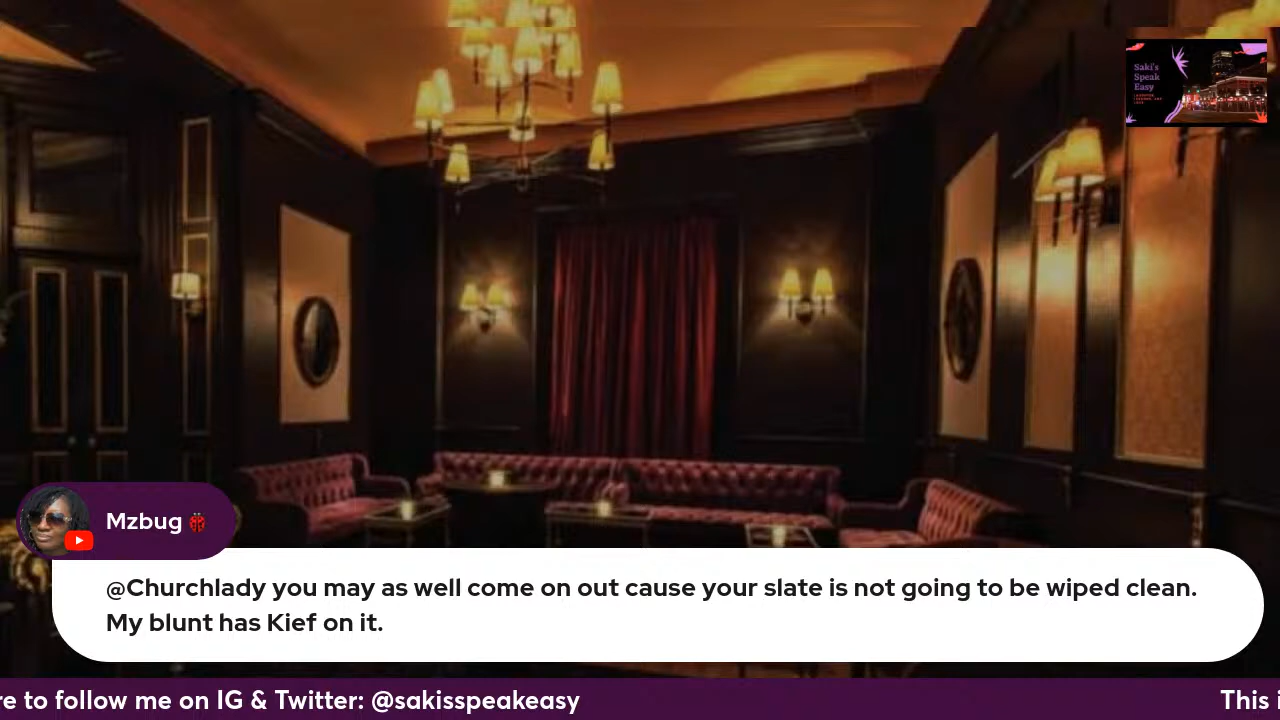 Saki's
Speak
Easy
Mzbug 🐞
@Churchlady you may as well come on out cause your slate is not going to be wiped clean.
My blunt has Kief on it.
re to follow me on IG & Twitter: @sakisspeakeasy
This i